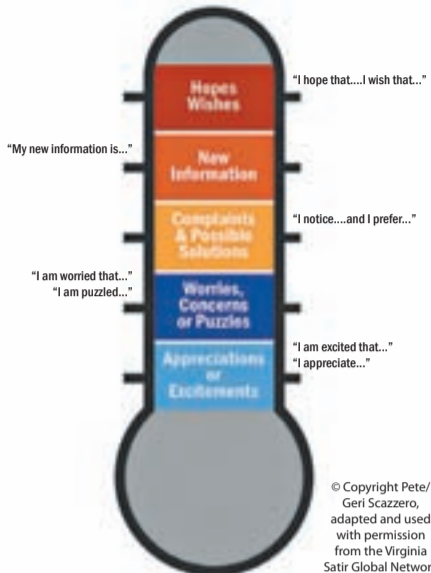 Hopes
Wishes
"I hope that....I wish that..."
"My new information is..."
New
Information
Complaints
& Possible
Solutions
"I notice....and I prefer..."
"I am worried that..."
"I am puzzled..."
Worries,
Concerns
or Puzzles
"I am excited that..."
"I appreciate..."
Appreciations
or
Excitements
© Copyright Pete/
Geri Scazzero,
adapted and used
with permission
from the Virginia
Satir Global Networ